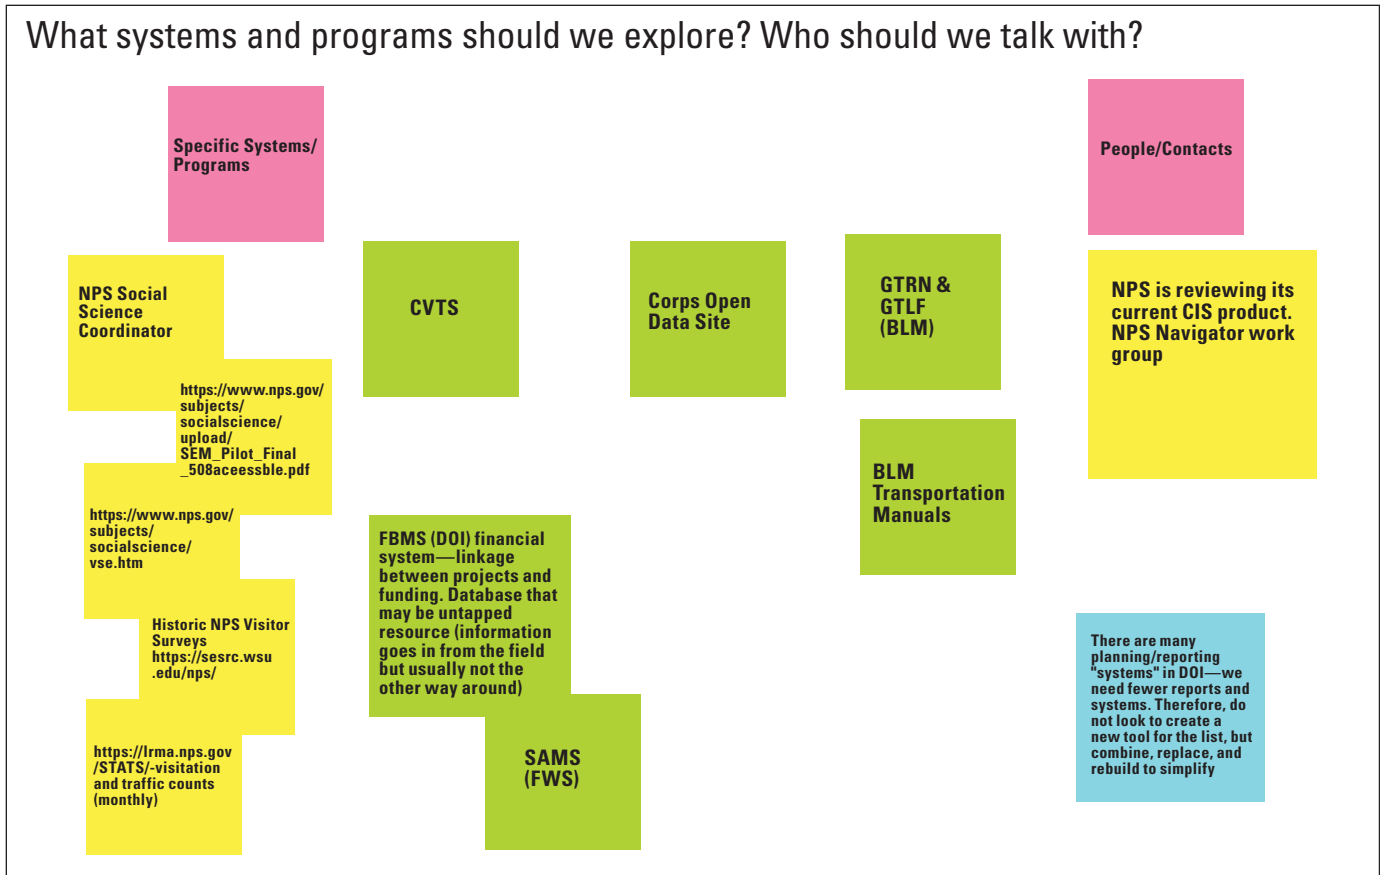 What systems and programs should we explore? Who should we talk with?
Specific Systems/
Programs
People/Contacts
NPS Social
Science
Coordinator
https://www.nps.gov/
subjects/
socialscience/
upload/
SEM_Pilot_Final
_508aceessble.pdf
https://www.nps.gov/
subjects/
socialscience/
vse.htm
Historic NPS Visitor
Surveys
https://sesrc.wsu
.edu/nps/
https://lrma.nps.gov
/STATS/-visitation
and traffic counts
(monthly)
CVTS
FBMS (DOI) financial
system—linkage
between projects and
funding. Database that
may be untapped
resource (information
goes in from the field
but usually not the
other way around)
SAMS
(FWS)
Corps Open
Data Site
GTRN &
GTLF
(BLM)
BLM
Transportation
Manuals
NPS is reviewing its
current CIS product.
NPS Navigator work
group
There are many
planning/reporting
"systems" in DOI—we
need fewer reports and
systems. Therefore, do
not look to create a
new tool for the list, but
combine, replace, and
rebuild to simplify